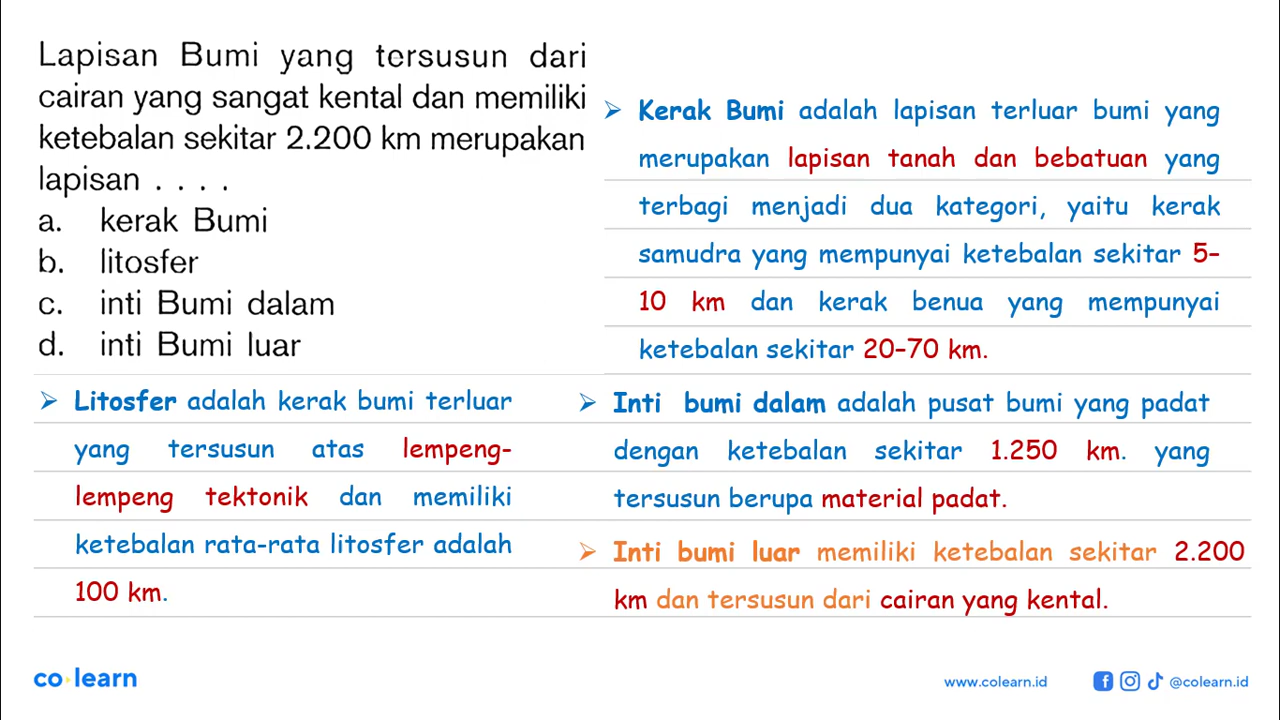 Lapisan Bumi yang tersusun dari
cairan yang sangat kental dan memiliki
ketebalan sekitar 2.200 km merupakan
lapisan . . . .
a. kerak Bumi
b. litosfer
c. inti Bumi dalam
d. inti Bumi luar
➢ Kerak Bumi adalah lapisan terluar bumi yang
merupakan lapisan tanah dan bebatuan yang
terbagi menjadi dua kategori, yaitu kerak
samudra yang mempunyai ketebalan sekitar 5–
10 km dan kerak benua yang mempunyai
ketebalan sekitar 20–70 km.
➢ Litosfer adalah kerak bumi terluar
yang tersusun atas lempeng-
lempeng tektonik dan memiliki
ketebalan rata-rata litosfer adalah
100 km.
➢ Inti bumi dalam adalah pusat bumi yang padat
dengan ketebalan sekitar 1.250 km. yang
tersusun berupa material padat.
➢ Inti bumi luar memiliki ketebalan sekitar 2.200
km dan tersusun dari cairan yang kental.
co learn
www.colearn.id
@colearn.id